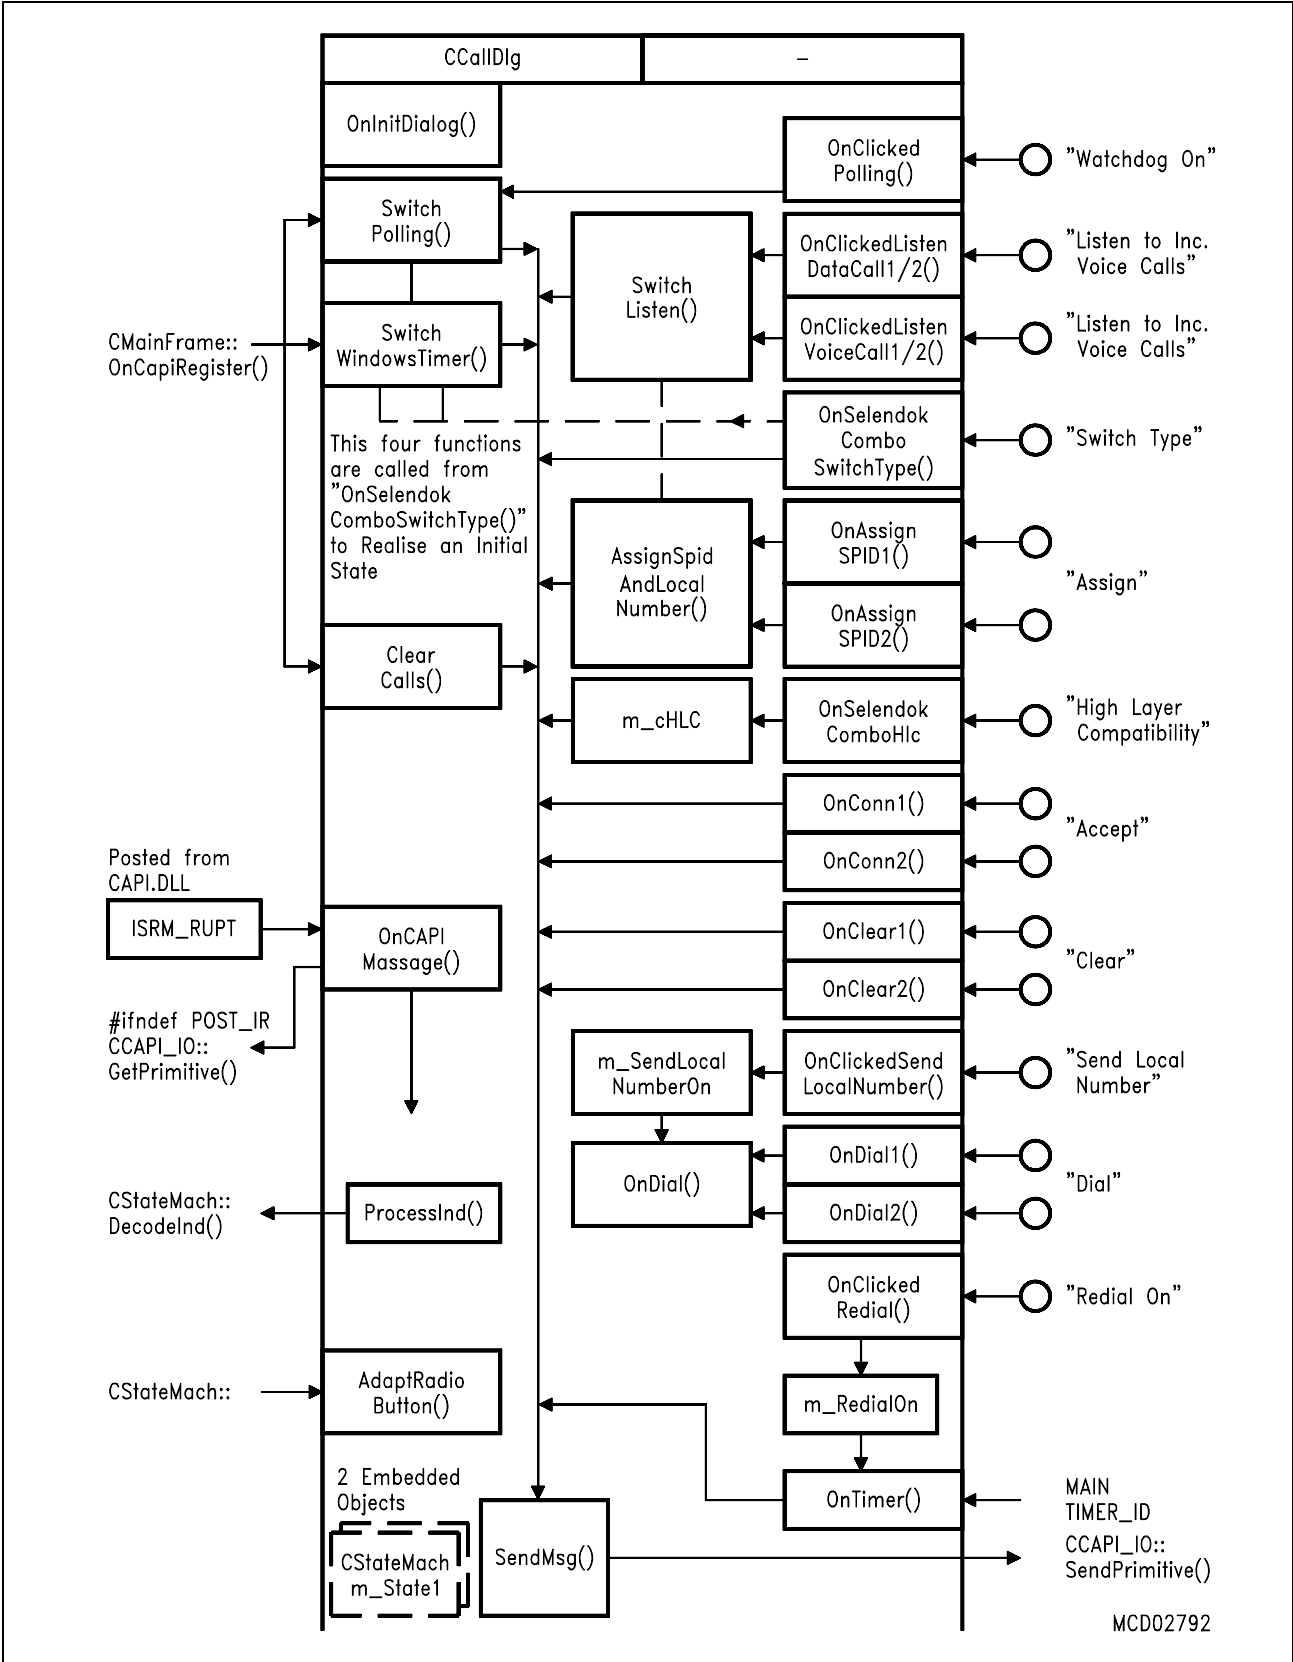 CCallDlg
–
OnInitDialog()
OnClicked
Polling()
"Watchdog On"
Switch
Polling()
Switch
Listen()
OnClickedListen
DataCall1/2()
"Listen to Inc.
Voice Calls"
CMainFrame::
OnCapiRegister()
Switch
WindowsTimer()
OnClickedListen
VoiceCall1/2()
"Listen to Inc.
Voice Calls"
This four functions
are called from
"OnSelendok
ComboSwitchType()"
to Realise an Initial
State
OnSelendok
Combo
SwitchType()
"Switch Type"
AssignSpid
AndLocal
Number()
OnAssign
SPID1()
OnAssign
SPID2()
"Assign"
Clear
Calls()
m_cHLC
OnSelendok
ComboHlc
"High Layer
Compatibility"
OnConn1()
OnConn2()
"Accept"
Posted from
CAPI.DLL
ISRM_RUPT
OnCAPI
Massage()
OnClear1()
OnClear2()
"Clear"
#ifndef POST_IR
CCAPI_IO::
GetPrimitive()
m_SendLocal
NumberOn
OnClickedSend
LocalNumber()
"Send Local
Number"
OnDial()
OnDial1()
OnDial2()
"Dial"
CStateMach::
DecodeInd()
ProcessInd()
OnClicked
Redial()
"Redial On"
CStateMach::
AdaptRadio
Button()
m_RedialOn
2 Embedded
Objects
CStateMach
m_State1
SendMsg()
OnTimer()
MAIN
TIMER_ID
CCAPI_IO::
SendPrimitive()
MCD02792